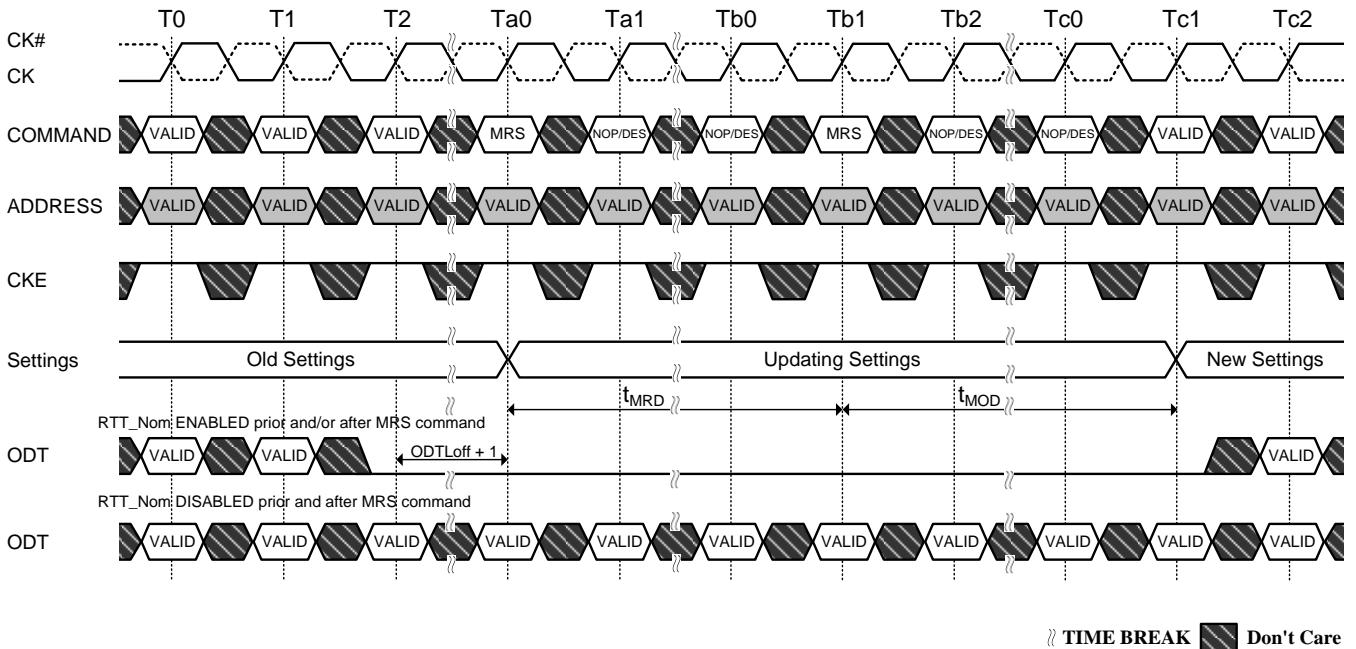 T0 T1 T2 Ta0 Ta1 Tb0 Tb1 Tb2 Tc0 Tc1 Tc2
CK#
CK
COMMAND VALID VALID VALID MRS NOP/DES NOP/DES MRS NOP/DES NOP/DES VALID VALID
ADDRESS VALID VALID VALID VALID VALID VALID VALID VALID VALID VALID VALID
CKE
Settings Old Settings Updating Settings New Settings
tMRD tMOD
RTT_Nom ENABLED prior and/or after MRS command
ODT VALID VALID ODTLoff + 1 VALID
RTT_Nom DISABLED prior and after MRS command
ODT VALID VALID VALID VALID VALID VALID VALID VALID VALID VALID VALID
TIME BREAK Don't Care